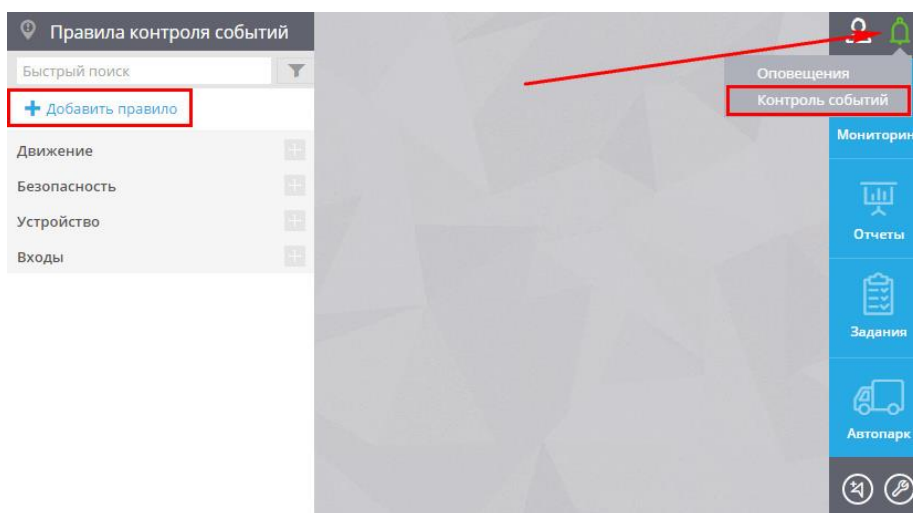 Правила контроля событий
Быстрый поиск
Добавить правило
Движение
Безопасность
Устройство
Входы
Оповещения
Контроль событий
Мониторин
Отчеты
Задания
Автопарк